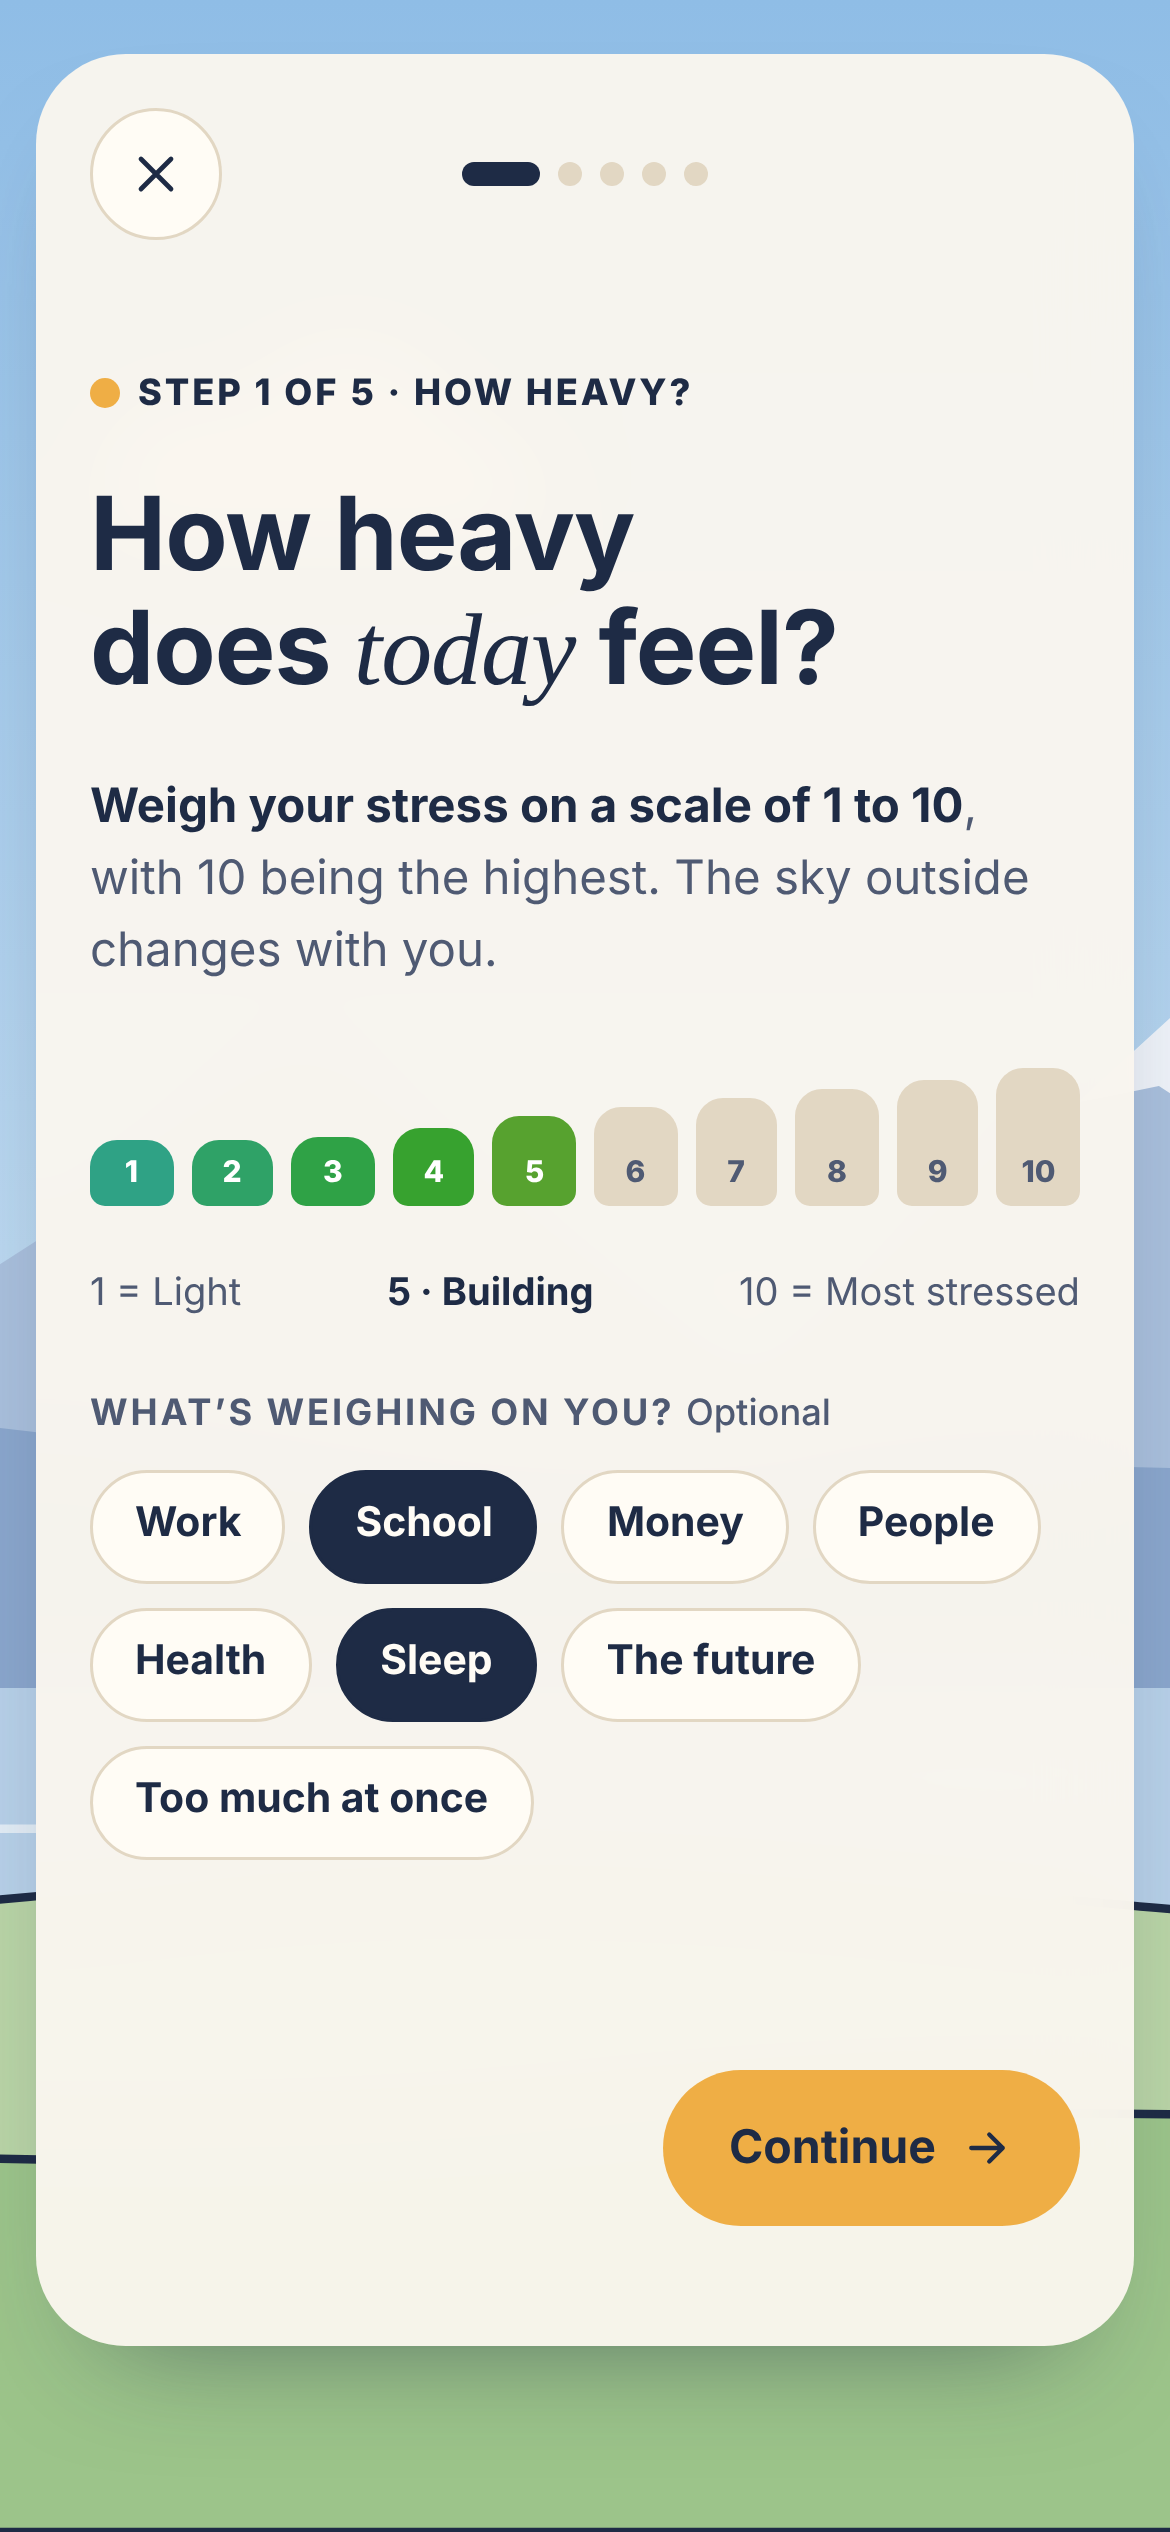 STEP 1 OF 5 · HOW HEAVY?
How heavy
does today feel?
Weigh your stress on a scale of 1 to 10,
with 10 being the highest. The sky outside
changes with you.
1 2 3 4 5 6 7 8 9 10
1 = Light 5 · Building 10 = Most stressed
WHAT’S WEIGHING ON YOU? Optional
Work School Money People
Health Sleep The future
Too much at once
Continue →